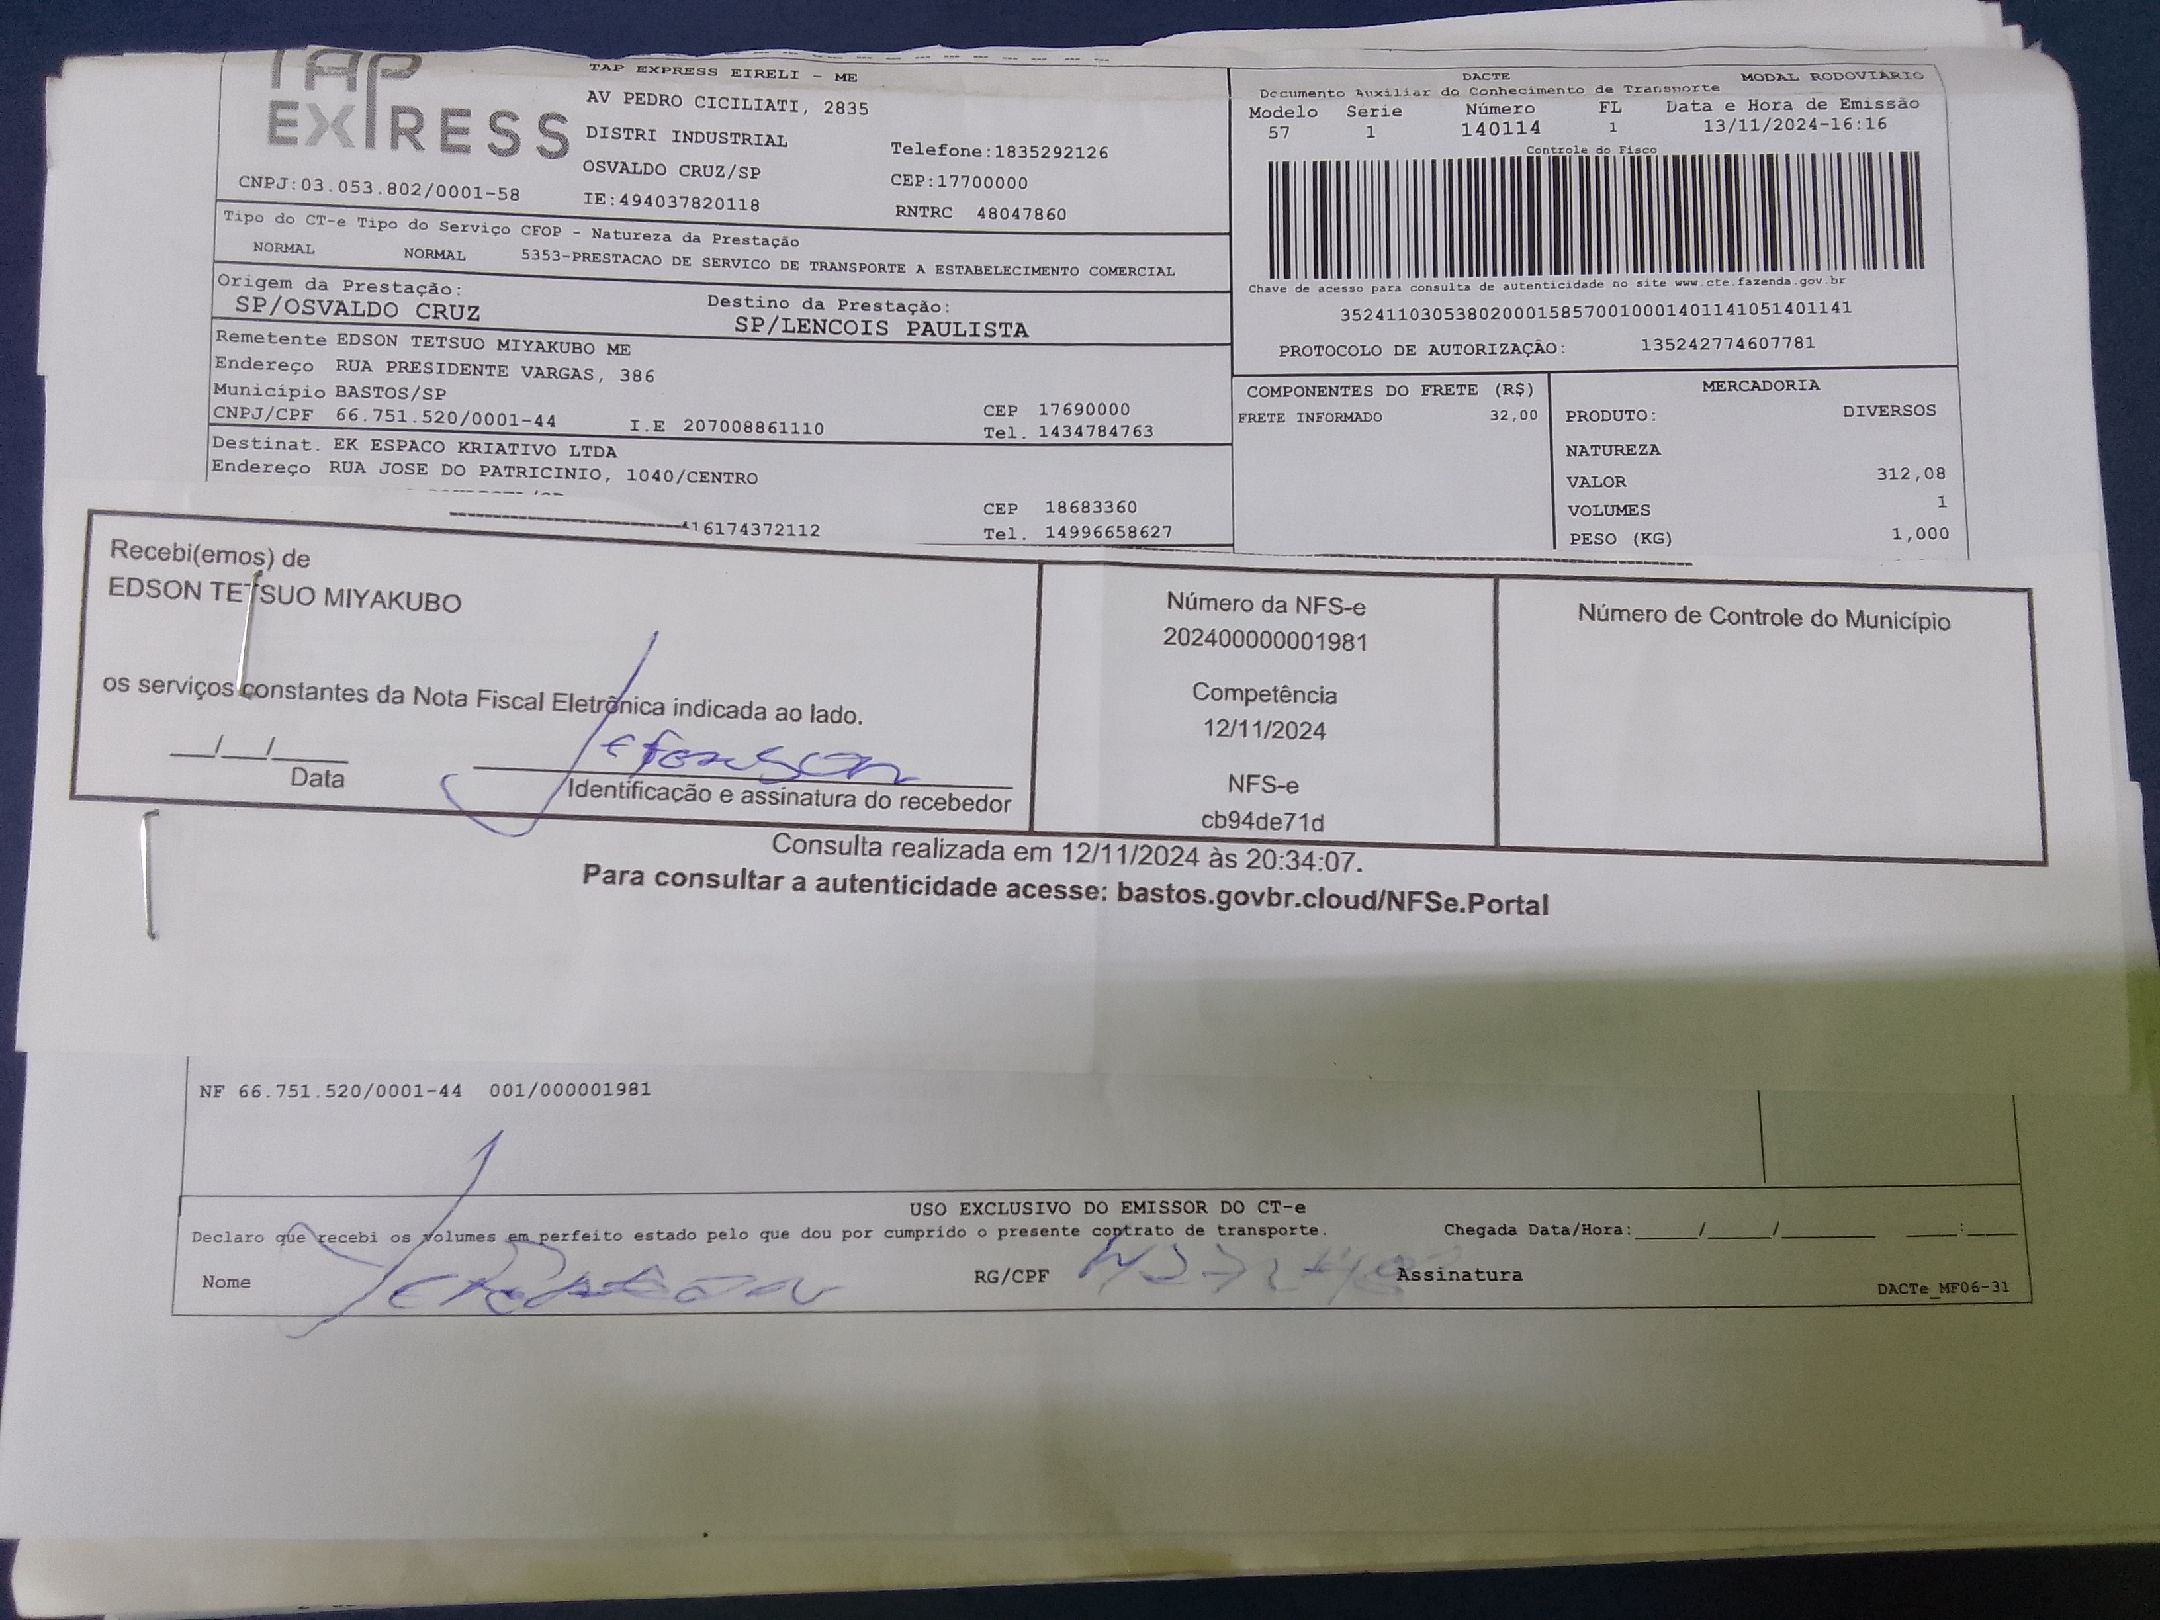 TAP
EXPRESS
CNPJ:03.053.802/0001-58
TAP EXPRESS EIRELI - ME
AV PEDRO CICILIATI, 2835
DISTRI INDUSTRIAL
OSVALDO CRUZ/SP
IE:494037820118
Telefone:1835292126
CEP:17700000
RNTRC 48047860
DACTE MODAL RODOVIARIO
Documento Auxiliar do Conhecimento de Transporte
Modelo Serie Número FL Data e Hora de Emissão
57 1 140114 1 13/11/2024-16:16
Controle do Fisco
Chave de acesso para consulta de autenticidade no site www.cte.fazenda.gov.br
35241103053802000158570010001401141051401141
PROTOCOLO DE AUTORIZAÇÃO: 135242774607781
Tipo do CT-e Tipo do Serviço CFOP - Natureza da Prestação
NORMAL NORMAL 5353-PRESTACAO DE SERVICO DE TRANSPORTE A ESTABELECIMENTO COMERCIAL
Origem da Prestação: Destino da Prestação:
SP/OSVALDO CRUZ SP/LENCOIS PAULISTA
Remetente EDSON TETSUO MIYAKUBO ME
Endereço RUA PRESIDENTE VARGAS, 386
Município BASTOS/SP CEP 17690000
CNPJ/CPF 66.751.520/0001-44 I.E 207008861110 Tel. 1434784763
Destinat. EK ESPACO KRIATIVO LTDA
Endereço RUA JOSE DO PATRICINIO, 1040/CENTRO
CEP 18683360
16174372112 Tel. 14996658627
COMPONENTES DO FRETE (R$)
FRETE INFORMADO 32,00
MERCADORIA
PRODUTO: DIVERSOS
NATUREZA
VALOR 312,08
VOLUMES 1
PESO (KG) 1,000
Recebi(emos) de
EDSON TETSUO MIYAKUBO
os serviços constantes da Nota Fiscal Eletrônica indicada ao lado.
__/__/____ Jeferson
Data Identificação e assinatura do recebedor
Número da NFS-e
202400000001981
Competência
12/11/2024
NFS-e
cb94de71d
Número de Controle do Município
Consulta realizada em 12/11/2024 às 20:34:07.
Para consultar a autenticidade acesse: bastos.govbr.cloud/NFSe.Portal
NF 66.751.520/0001-44 001/000001981
USO EXCLUSIVO DO EMISSOR DO CT-e
Declaro que recebi os volumes em perfeito estado pelo que dou por cumprido o presente contrato de transporte. Chegada Data/Hora:____/____/______ ___:___
Nome Jeferson RG/CPF Assinatura
DACTe_MF06-31